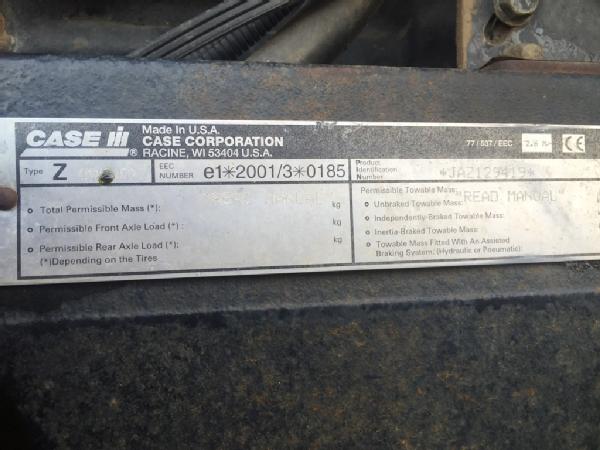 CASE IH
®
Made in U.S.A.
CASE CORPORATION
RACINE, WI 53404 U.S.A.
77/537/EEC
CE
Type Z
EEC NUMBER e1*2001/3*0185
Product Identification Number *JAZ129419*
"READ MANUAL"
o Total Permissible Mass (*): kg
o Permissible Front Axle Load (*): kg
o Permissible Rear Axle Load (*): kg
(*)Depending on the Tires
Permissible Towable Mass:
"READ MANUAL"
o Unbraked Towable Mass:
o Independently-Braked Towable Mass:
o Inertia-Braked Towable Mass:
o Towable Mass Fitted With An Assisted
Braking System: (Hydraulic or Pneumatic):